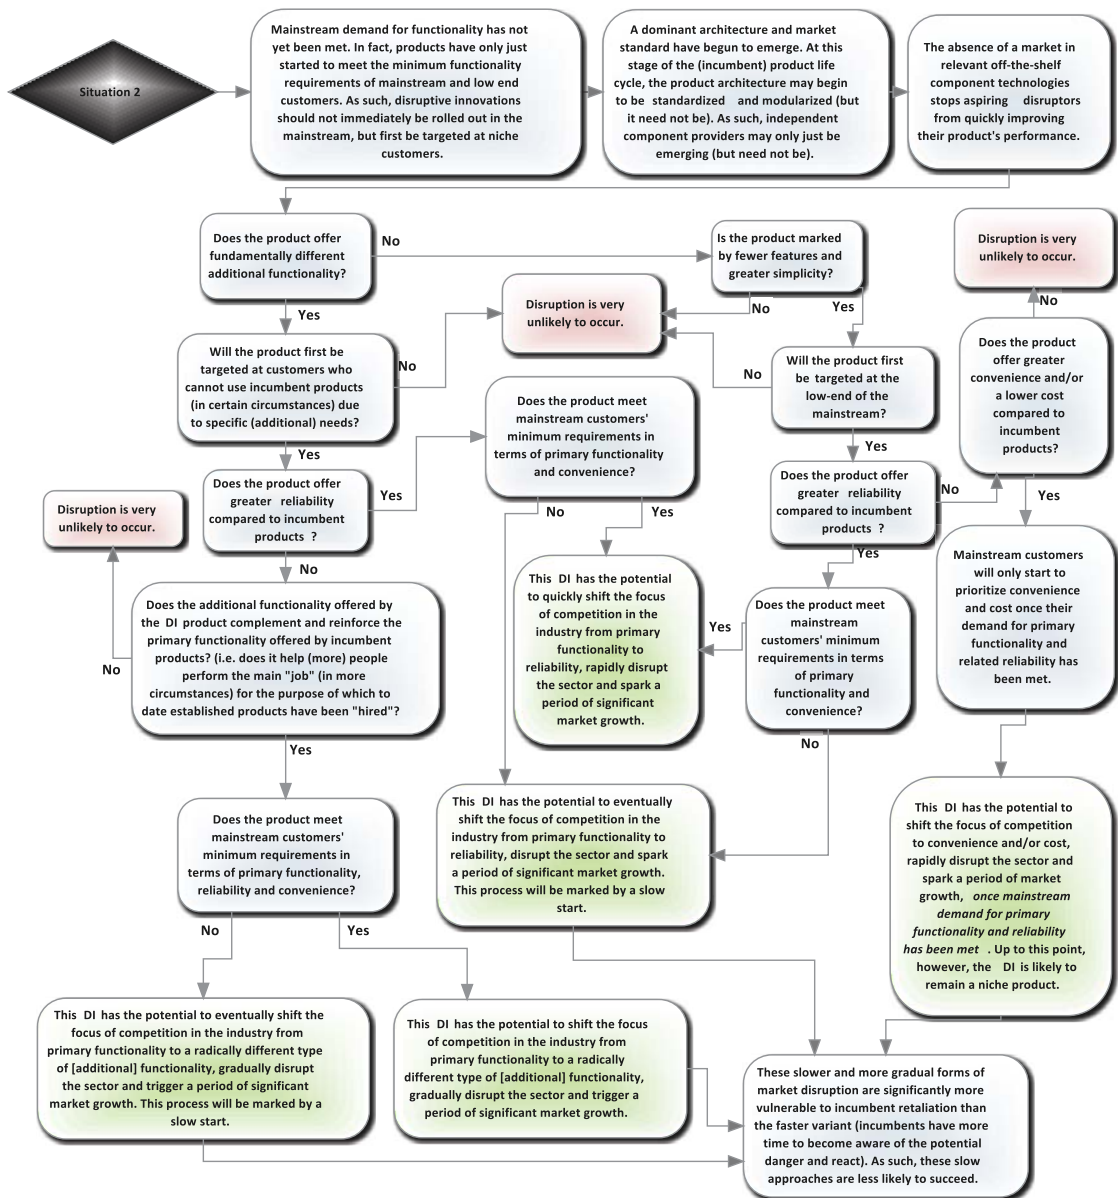 Situation 2
Mainstream demand for functionality has not
yet been met. In fact, products have only just
started to meet the minimum functionality
requirements of mainstream and low end
customers. As such, disruptive innovations
should not immediately be rolled out in the
mainstream, but first be targeted at niche
customers.
A dominant architecture and market
standard have begun to emerge. At this
stage of the (incumbent) product life
cycle, the product architecture may begin
to be standardized and modularized (but
it need not be). As such, independent
component providers may only just be
emerging (but need not be).
The absence of a market in
relevant off-the-shelf
component technologies
stops aspiring disruptors
from quickly improving
their product's performance.
Does the product offer
fundamentally different
additional functionality?
No
Is the product marked
by fewer features and
greater simplicity?
Disruption is very
unlikely to occur.
No
Yes
Disruption is very
unlikely to occur.
No
Yes
Will the product first be
targeted at customers who
cannot use incumbent products
(in certain circumstances) due
to specific (additional) needs?
No
Will the product first
be targeted at the
low-end of the
mainstream?
No
Does the product
offer greater
convenience and/or
a lower cost
compared to
incumbent
products?
Does the product meet
mainstream customers'
minimum requirements in
terms of primary functionality
and convenience?
Yes
Yes
Does the product offer
greater reliability
compared to incumbent
products ?
Yes
Does the product offer
greater reliability
compared to incumbent
products ?
No
Yes
Disruption is very
unlikely to occur.
No
Yes
Yes
No
Does the additional functionality offered by
the DI product complement and reinforce the
primary functionality offered by incumbent
products? (i.e. does it help (more) people
perform the main "job" (in more
circumstances) for the purpose of which to
date established products have been "hired"?
No
This DI has the potential
to quickly shift the focus
of competition in the
industry from primary
functionality to
reliability, rapidly disrupt
the sector and spark a
period of significant
market growth.
Yes
Does the product meet
mainstream
customers' minimum
requirements in terms
of primary
functionality and
convenience?
No
Mainstream customers
will only start to
prioritize convenience
and cost once their
demand for primary
functionality and
related reliability has
been met.
Yes
Does the product meet
mainstream customers'
minimum requirements in
terms of primary functionality,
reliability and convenience?
This DI has the potential to eventually
shift the focus of competition in the
industry from primary functionality to
reliability, disrupt the sector and spark
a period of significant market growth.
This process will be marked by a slow
start.
This DI has the potential to
shift the focus of competition
to convenience and/or cost,
rapidly disrupt the sector and
spark a period of market
growth, once mainstream
demand for primary
functionality and reliability
has been met . Up to this point,
however, the DI is likely to
remain a niche product.
No
Yes
This DI has the potential to eventually shift the
focus of competition in the industry from
primary functionality to a radically different type
of [additional] functionality, gradually disrupt
the sector and trigger a period of significant
market growth. This process will be marked by a
slow start.
This DI has the potential to shift the focus
of competition in the industry from
primary functionality to a radically
different type of [additional] functionality,
gradually disrupt the sector and trigger a
period of significant market growth.
These slower and more gradual forms of
market disruption are significantly more
vulnerable to incumbent retaliation than
the faster variant (incumbents have more
time to become aware of the potential
danger and react). As such, these slow
approaches are less likely to succeed.